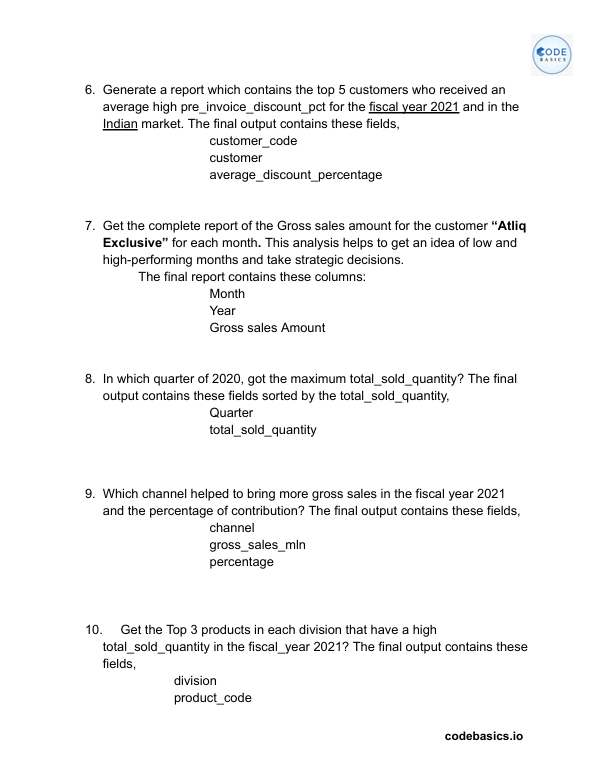 CODE
BASICS
6. Generate a report which contains the top 5 customers who received an
average high pre_invoice_discount_pct for the fiscal year 2021 and in the
Indian market. The final output contains these fields,
customer_code
customer
average_discount_percentage
7. Get the complete report of the Gross sales amount for the customer “Atliq
Exclusive” for each month. This analysis helps to get an idea of low and
high-performing months and take strategic decisions.
The final report contains these columns:
Month
Year
Gross sales Amount
8. In which quarter of 2020, got the maximum total_sold_quantity? The final
output contains these fields sorted by the total_sold_quantity,
Quarter
total_sold_quantity
9. Which channel helped to bring more gross sales in the fiscal year 2021
and the percentage of contribution? The final output contains these fields,
channel
gross_sales_mln
percentage
10. Get the Top 3 products in each division that have a high
total_sold_quantity in the fiscal_year 2021? The final output contains these
fields,
division
product_code
codebasics.io